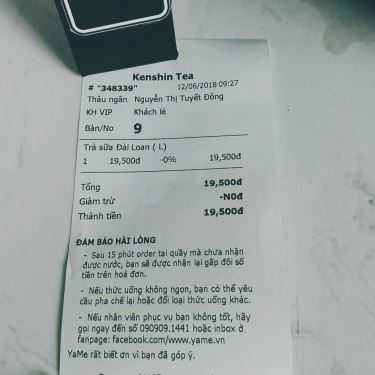 Kenshin Tea
# "348339" 12/06/2018 09:27
Thâu ngân Nguyễn Thị Tuyết Đông
KH VIP Khách lẻ
Bàn/No 9
Trà sữa Đài Loan ( L)
1 19,500đ -0% 19,500đ
Tổng 19,500đ
Giảm trừ -N0đ
Thành tiền 19,500đ
ĐẢM BẢO HÀI LÒNG
- Sau 15 phút order tại quầy mà chưa nhận
được nước, bạn sẽ được nhận lại gấp đôi số
tiền trên hoá đơn.
- Nếu thức uống không ngon, bạn có thể yêu
cầu pha chế lại hoặc đổi loại thức uống khác.
- Nếu nhân viên phục vụ bạn không tốt, hãy
gọi ngay đến số 090909.1441 hoặc inbox ở
fanpage: facebook.com/www.yame.vn
YaMe rất biết ơn vì bạn đã góp ý.